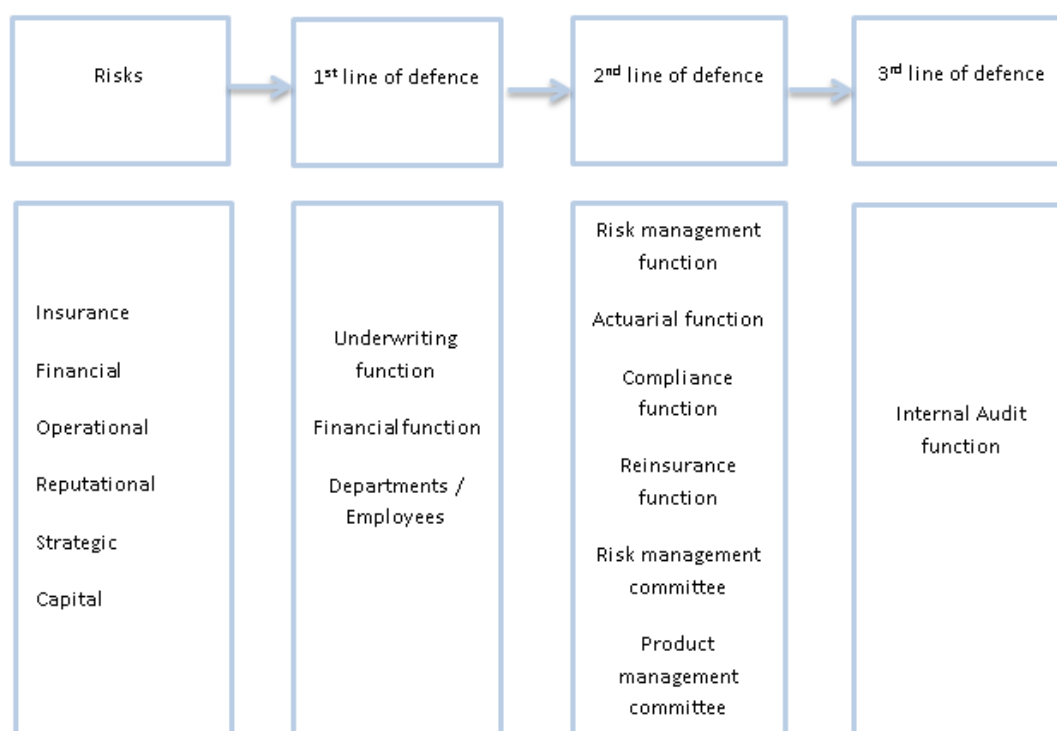 Risks
1st line of defence
2nd line of defence
3rd line of defence
Insurance
Financial
Operational
Reputational
Strategic
Capital
Underwriting
function
Financial function
Departments /
Employees
Risk management
function
Actuarial function
Compliance
function
Reinsurance
function
Risk management
committee
Product
management
committee
Internal Audit
function